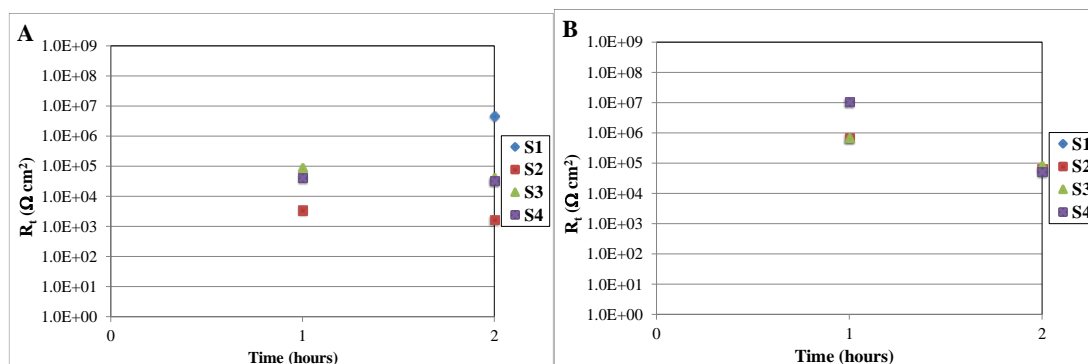 A
1.0E+09
1.0E+08
1.0E+07
1.0E+06
1.0E+05
1.0E+04
1.0E+03
1.0E+02
1.0E+01
1.0E+00
Rt (Ω cm²)
0 1 2
Time (hours)
S1
S2
S3
S4
B
1.0E+09
1.0E+08
1.0E+07
1.0E+06
1.0E+05
1.0E+04
1.0E+03
1.0E+02
1.0E+01
1.0E+00
Rt (Ω cm²)
0 1 2
Time (hours)
S1
S2
S3
S4